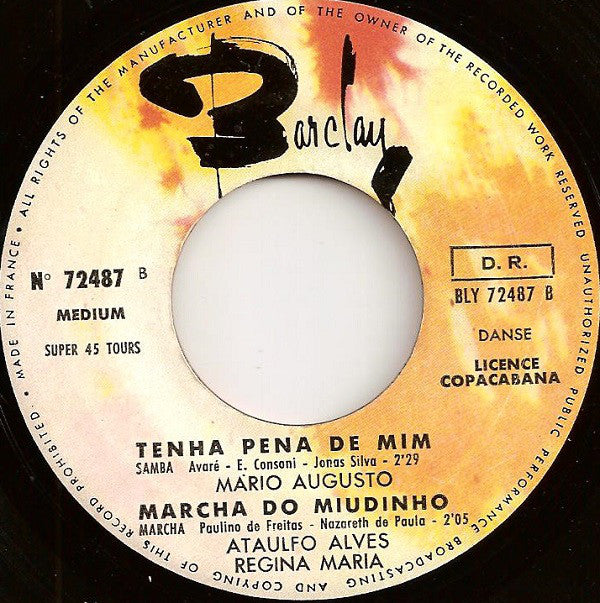 Barclay
MADE IN FRANCE • ALL RIGHTS OF THE MANUFACTURER AND OF THE OWNER OF THE RECORDED WORK RESERVED
UNAUTHORIZED PUBLIC PERFORMANCE BROADCASTING AND COPYING OF THIS RECORD PROHIBITED •
N° 72487 B
MEDIUM
SUPER 45 TOURS
D. R.
BLY 72487 B
DANSE
LICENCE
COPACABANA
TENHA PENA DE MIM
SAMBA Avaré - E. Consoni - Jonas Silva - 2'29
MARIO AUGUSTO
MARCHA DO MIUDINHO
MARCHA Paulino de Freitas - Nazareth de Paula - 2'05
ATAULFO ALVES
REGINA MARIA